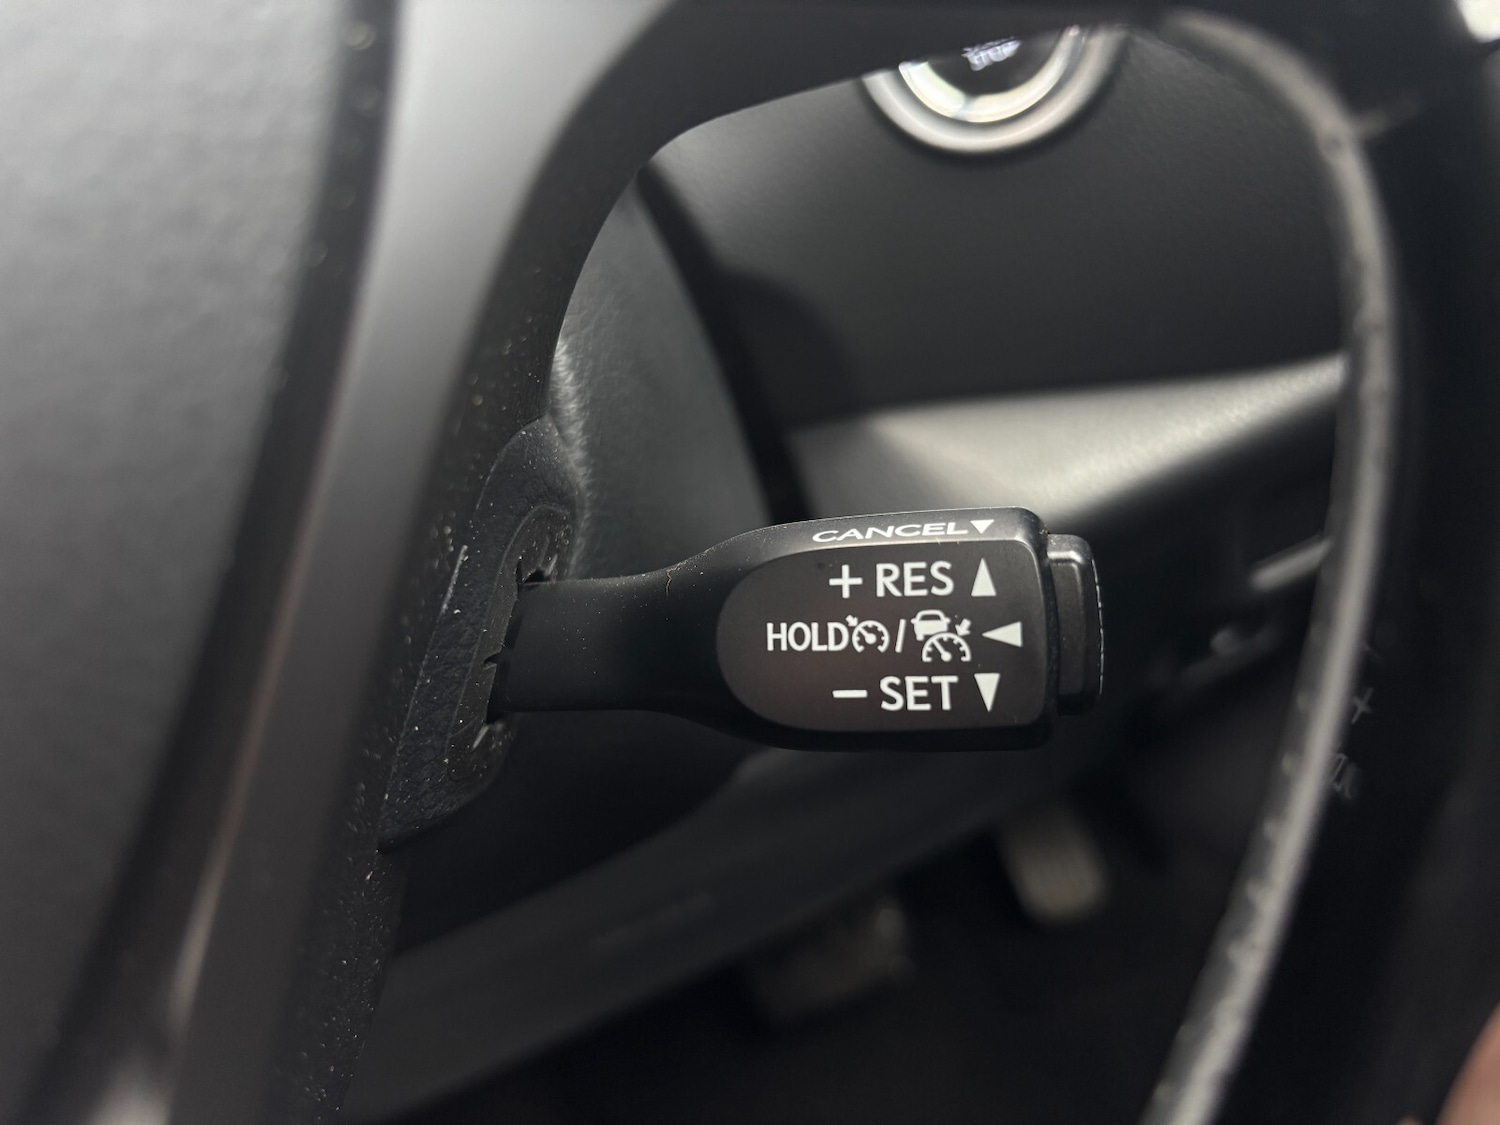 CANCEL▼
+ RES ▲
HOLD / ◀
− SET ▼